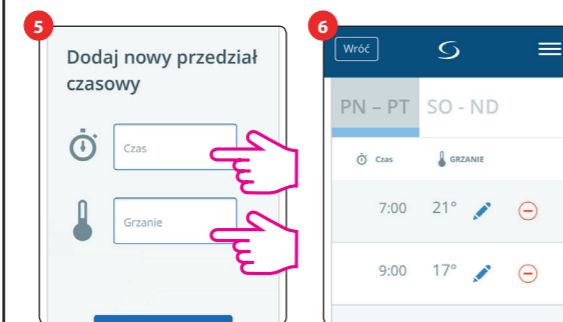 5
Dodaj nowy przedział
czasowy
Czas
Grzanie
6
Wróć
PN – PT SO - ND
Czas GRZANIE
7:00 21°
9:00 17°